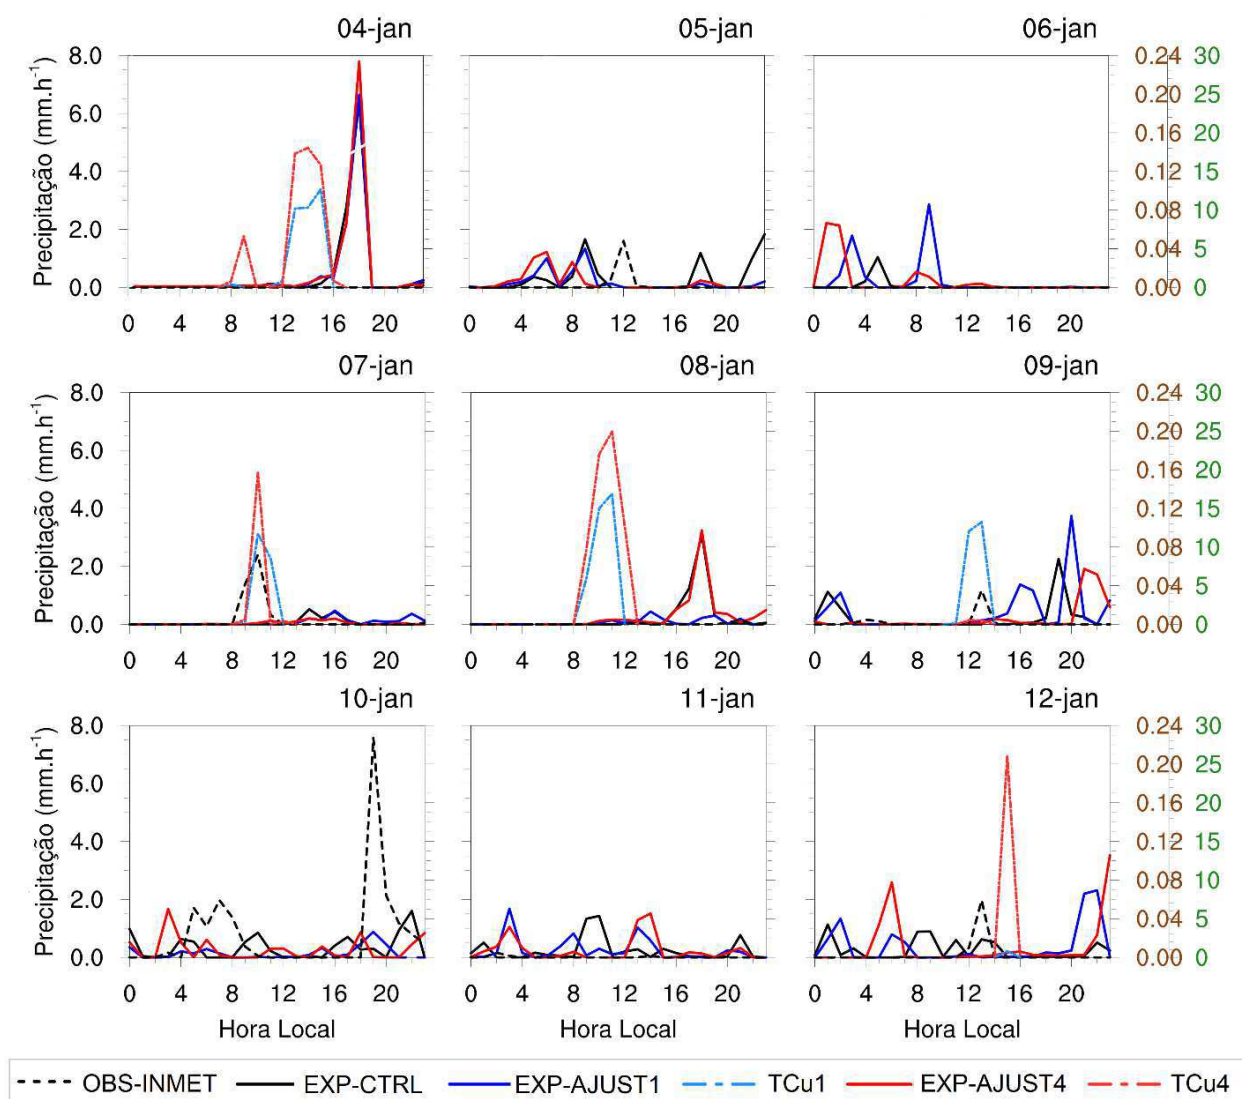 04-jan 05-jan 06-jan
8.0 0.24 30
0.20 25
6.0 20
0.16
4.0 0.12 15
0.08 10
2.0
0.04 5
0.0 0.00 0
0 4 8 12 16 20 0 4 8 12 16 20 0 4 8 12 16 20
Precipitação (mm.h-1)
07-jan 08-jan 09-jan
8.0 0.24 30
0.20 25
6.0 20
0.16
4.0 0.12 15
0.08 10
2.0
0.04 5
0.0 0.00 0
0 4 8 12 16 20 0 4 8 12 16 20 0 4 8 12 16 20
Precipitação (mm.h-1)
10-jan 11-jan 12-jan
8.0 0.24 30
0.20 25
6.0 20
0.16
4.0 0.12 15
0.08 10
2.0
0.04 5
0.0 0.00 0
0 4 8 12 16 20 0 4 8 12 16 20 0 4 8 12 16 20
Precipitação (mm.h-1)
Hora Local Hora Local Hora Local
OBS-INMET EXP-CTRL EXP-AJUST1 TCu1 EXP-AJUST4 TCu4